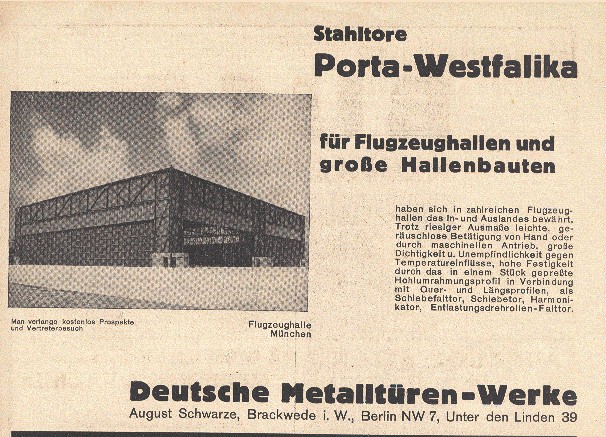 Stahltore
Porta-Westfalika
für Flugzeughallen und
große Hallenbauten
haben sich in zahlreichen Flugzeug-
hallen des In- und Auslandes bewährt.
Trotz riesiger Ausmaße leichte, ge-
räuschlose Betätigung von Hand oder
durch maschinellen Antrieb, große
Dichtigkeit u. Unempfindlichkeit gegen
Temperatureinflüsse, hohe Festigkeit
durch das in einem Stück gepreßte
Hohlumrahmungsprofil in Verbindung
mit Quer- und Längsprofilen, als
Schiebefalttor, Schiebetor, Harmoni-
kator, Entlastungsdrehrollen-Falttor.
Man verlange kostenlos Prospekte
und Vertreterbesuch
Flugzeughalle
München
Deutsche Metalltüren-Werke
August Schwarze, Brackwede i. W., Berlin NW 7, Unter den Linden 39